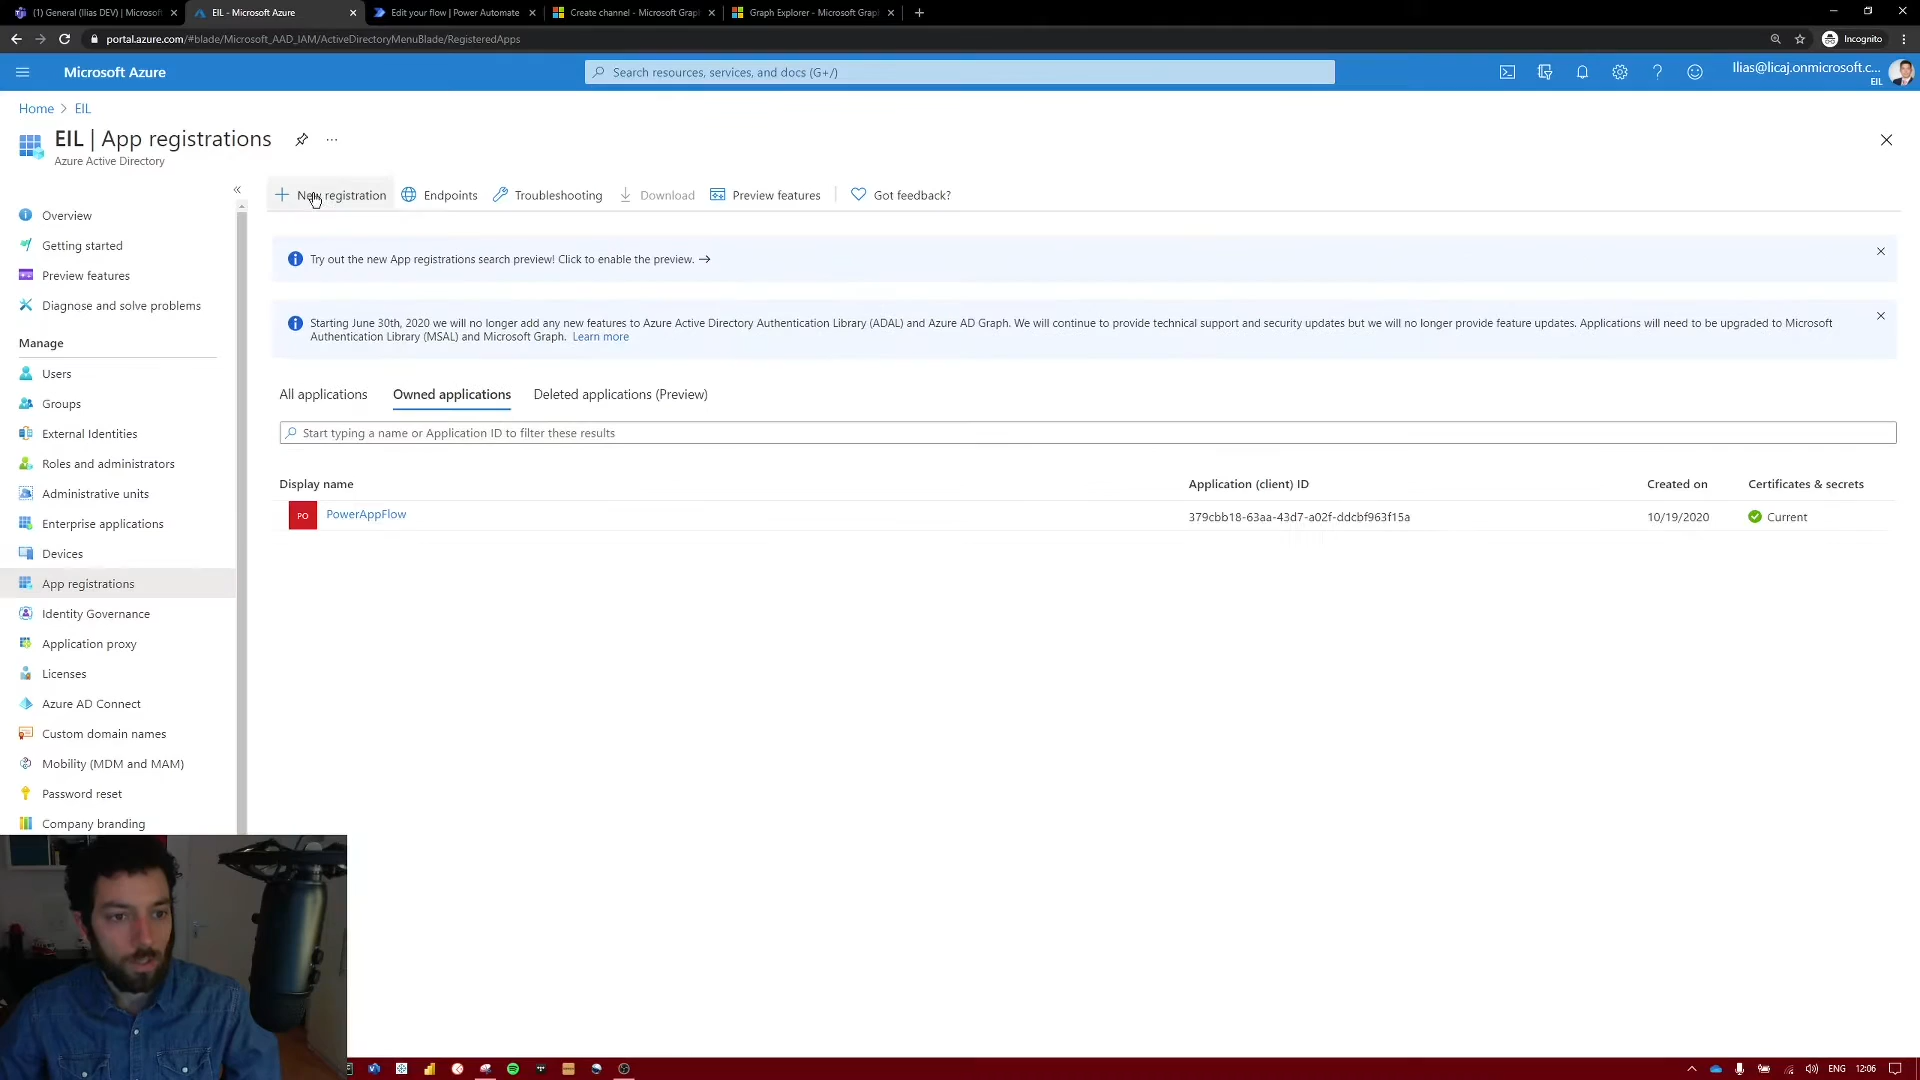 (1) General (Ilias DEV) | Microsoft
EIL - Microsoft Azure
Edit your flow | Power Automate
Create channel - Microsoft Graph
Graph Explorer - Microsoft Graph
portal.azure.com/#blade/Microsoft_AAD_IAM/ActiveDirectoryMenuBlade/RegisteredApps
Incognito
Microsoft Azure
Search resources, services, and docs (G+/)
Ilias@licaj.onmicrosoft.c...
EIL
Home > EIL
EIL | App registrations
...
Azure Active Directory
New registration
Endpoints
Troubleshooting
Download
Preview features
Got feedback?
Overview
Getting started
Preview features
Diagnose and solve problems
Manage
Users
Groups
External Identities
Roles and administrators
Administrative units
Enterprise applications
Devices
App registrations
Identity Governance
Application proxy
Licenses
Azure AD Connect
Custom domain names
Mobility (MDM and MAM)
Password reset
Company branding
Try out the new App registrations search preview! Click to enable the preview. →
Starting June 30th, 2020 we will no longer add any new features to Azure Active Directory Authentication Library (ADAL) and Azure AD Graph. We will continue to provide technical support and security updates but we will no longer provide feature updates. Applications will need to be upgraded to Microsoft
Authentication Library (MSAL) and Microsoft Graph. Learn more
All applications
Owned applications
Deleted applications (Preview)
Start typing a name or Application ID to filter these results
Display name
Application (client) ID
Created on
Certificates & secrets
PO
PowerAppFlow
379cbb18-63aa-43d7-a02f-ddcbf963f15a
10/19/2020
Current
ENG
12:06